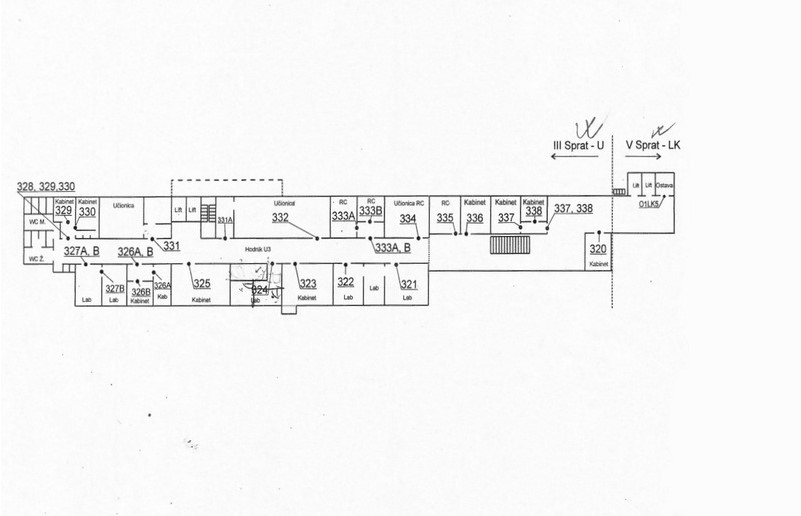 III Sprat - U
V Sprat - LK
328, 329,330
Kabinet
329
Kabinet
330
Učionica
Lift
Lift
331A
Učionica
332
RC
333A
RC
333B
Učionica RC
334
RC
335
Kabinet
336
Kabinet
337
Kabinet
338
337, 338
Lift
Lift
Ostava
O1LK5
WC M.
WC Ž.
331
Hodnik U3
333A, B
320
Kabinet
327A, B
326A, B
325
324
323
322
321
327B
326B
326A
Lab
Lab
Kabinet
Kab
Kabinet
Lab
Kabinet
Lab
Lab
Lab